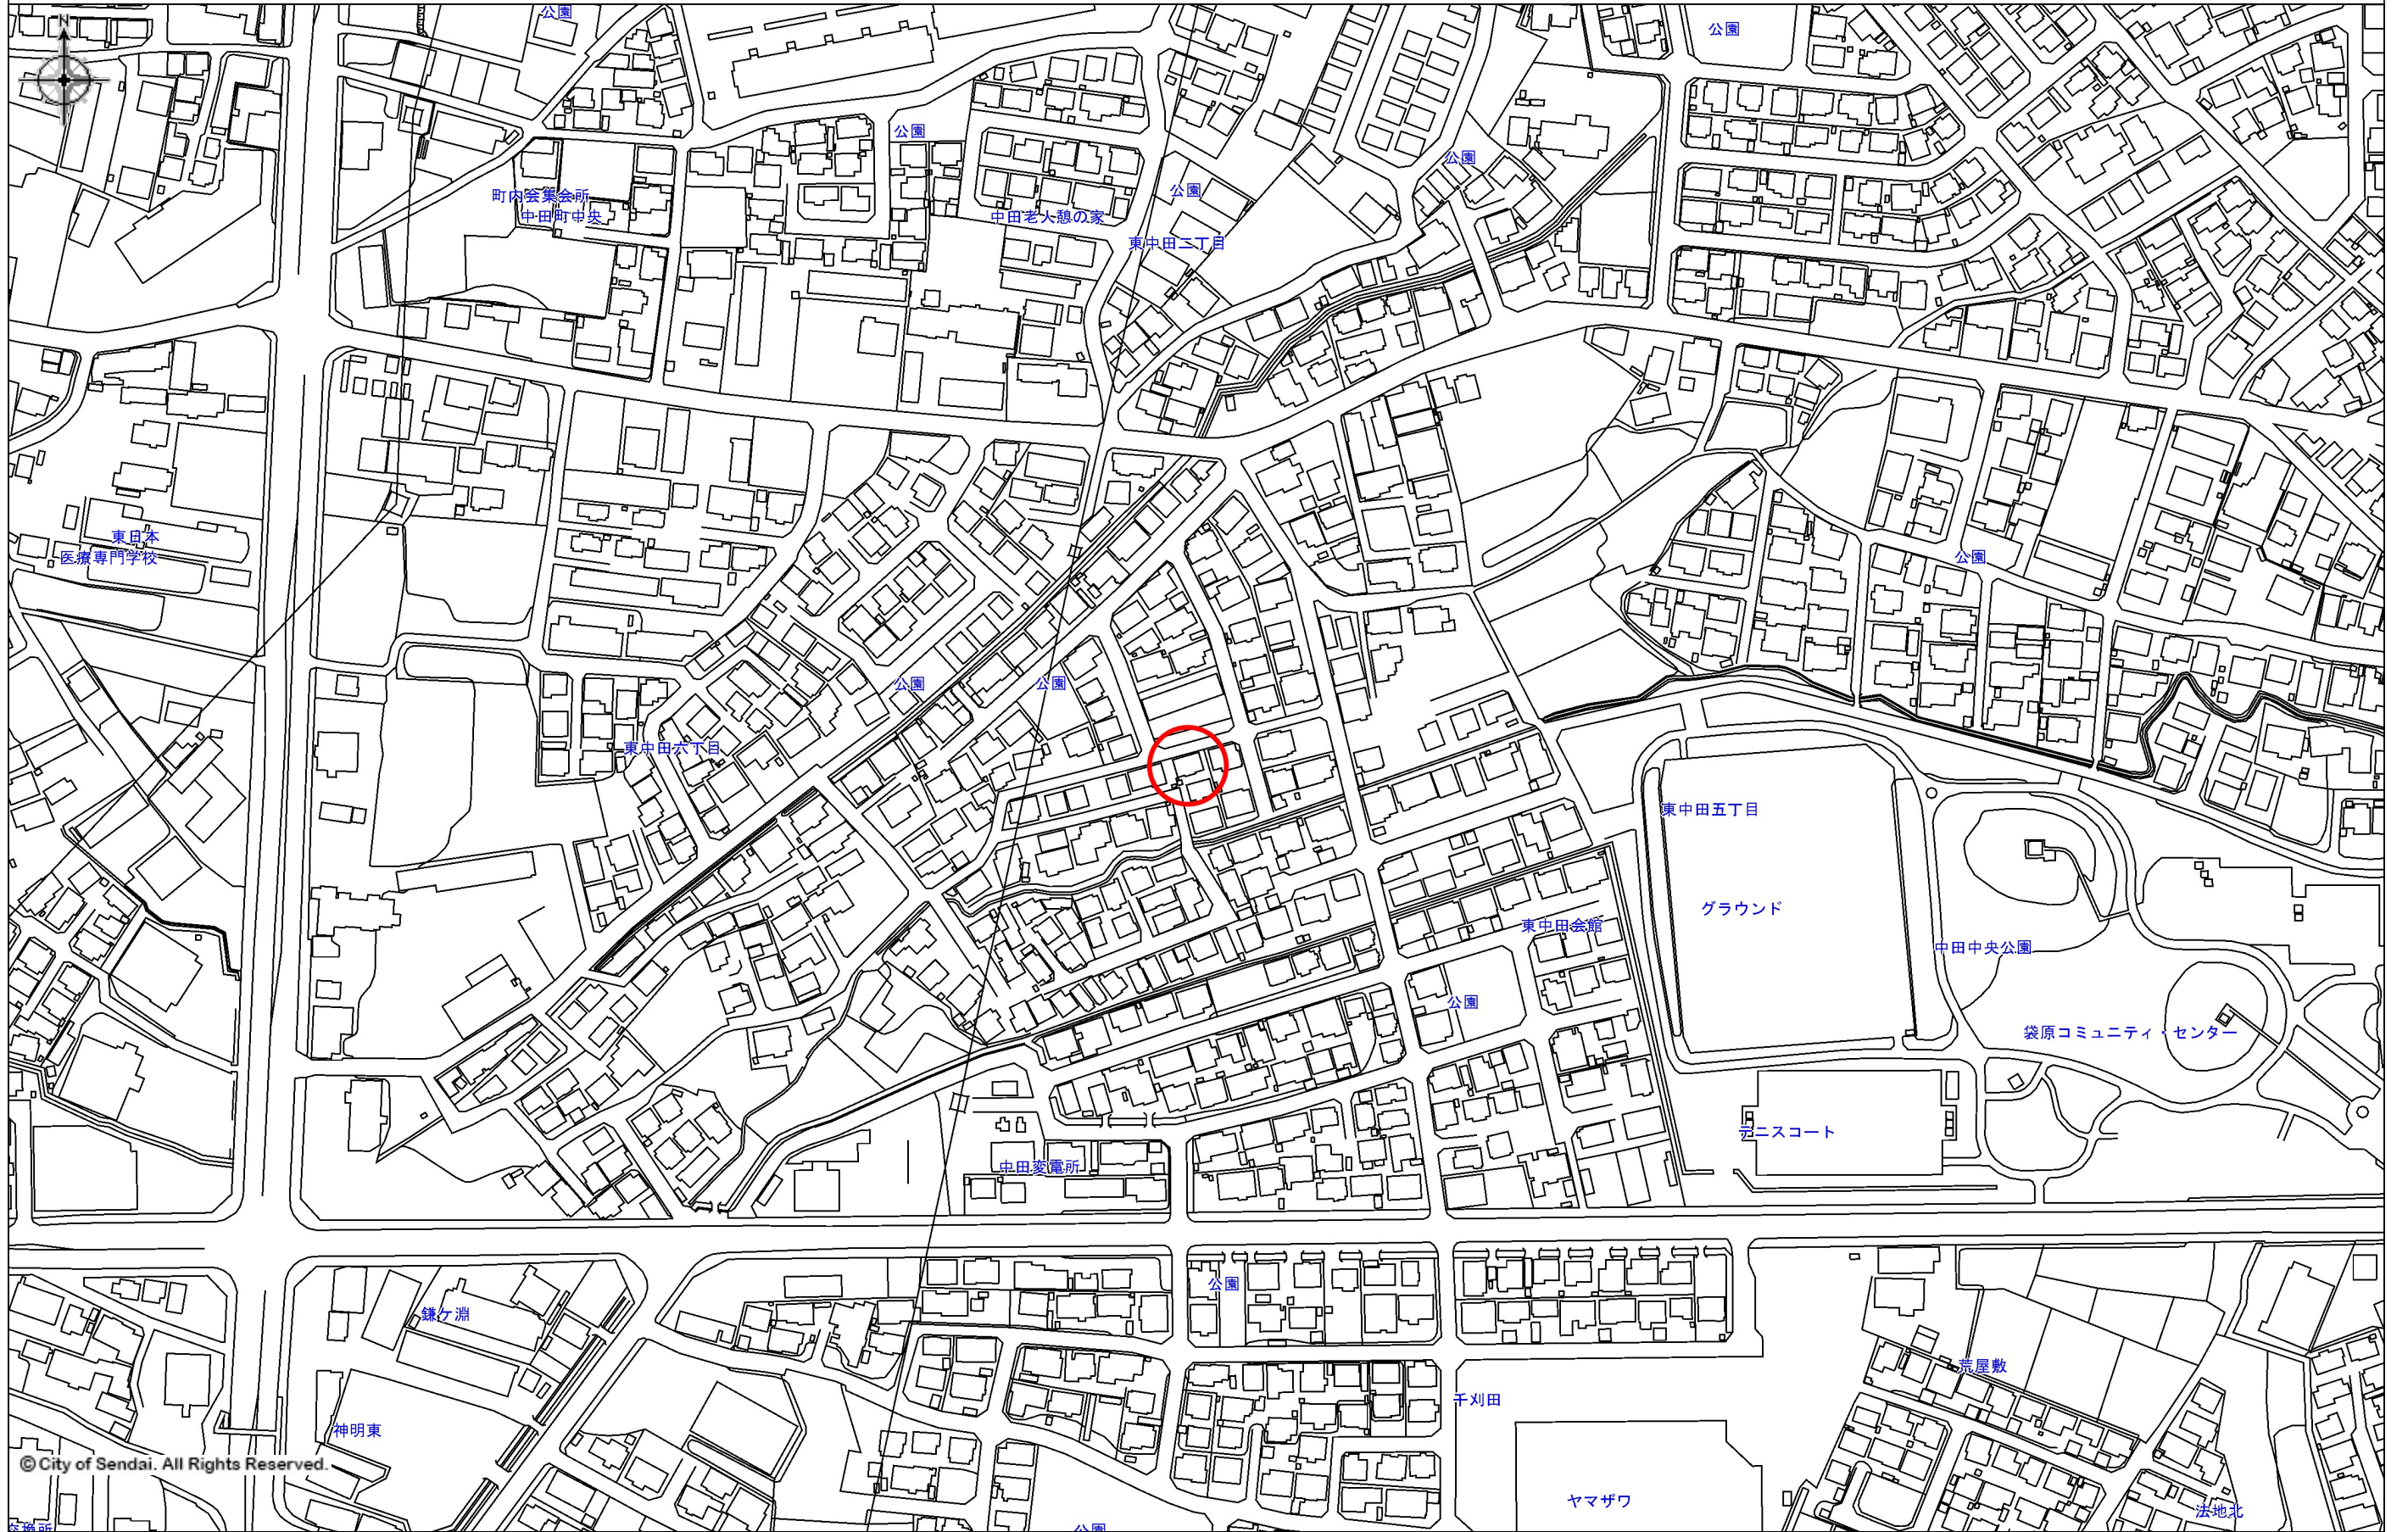 公園
公園
N
公園
公園
公園
町内会集会所
中田町中央
中田老人憩の家
東中田二丁目
東日本
医療専門学校
公園
公園
公園
東中田六丁目
東中田五丁目
グラウンド
東中田会館
中田中央公園
公園
袋原コミュニティ・センター
テニスコート
中田変電所
公園
鎌ケ淵
荒屋敷
千刈田
神明東
©City of Sendai. All Rights Reserved.
ヤマザワ
法地北
公園